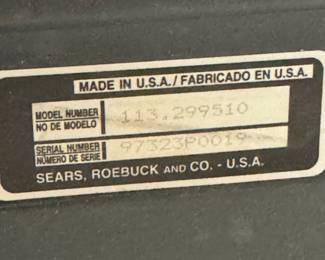 MADE IN U.S.A./FABRICADO EN U.S.A.
MODEL NUMBER 113.299510
NO DE MODELO
SERIAL NUMBER 97323P0019
NÚMERO DE SERIE
SEARS, ROEBUCK AND CO. - U.S.A.